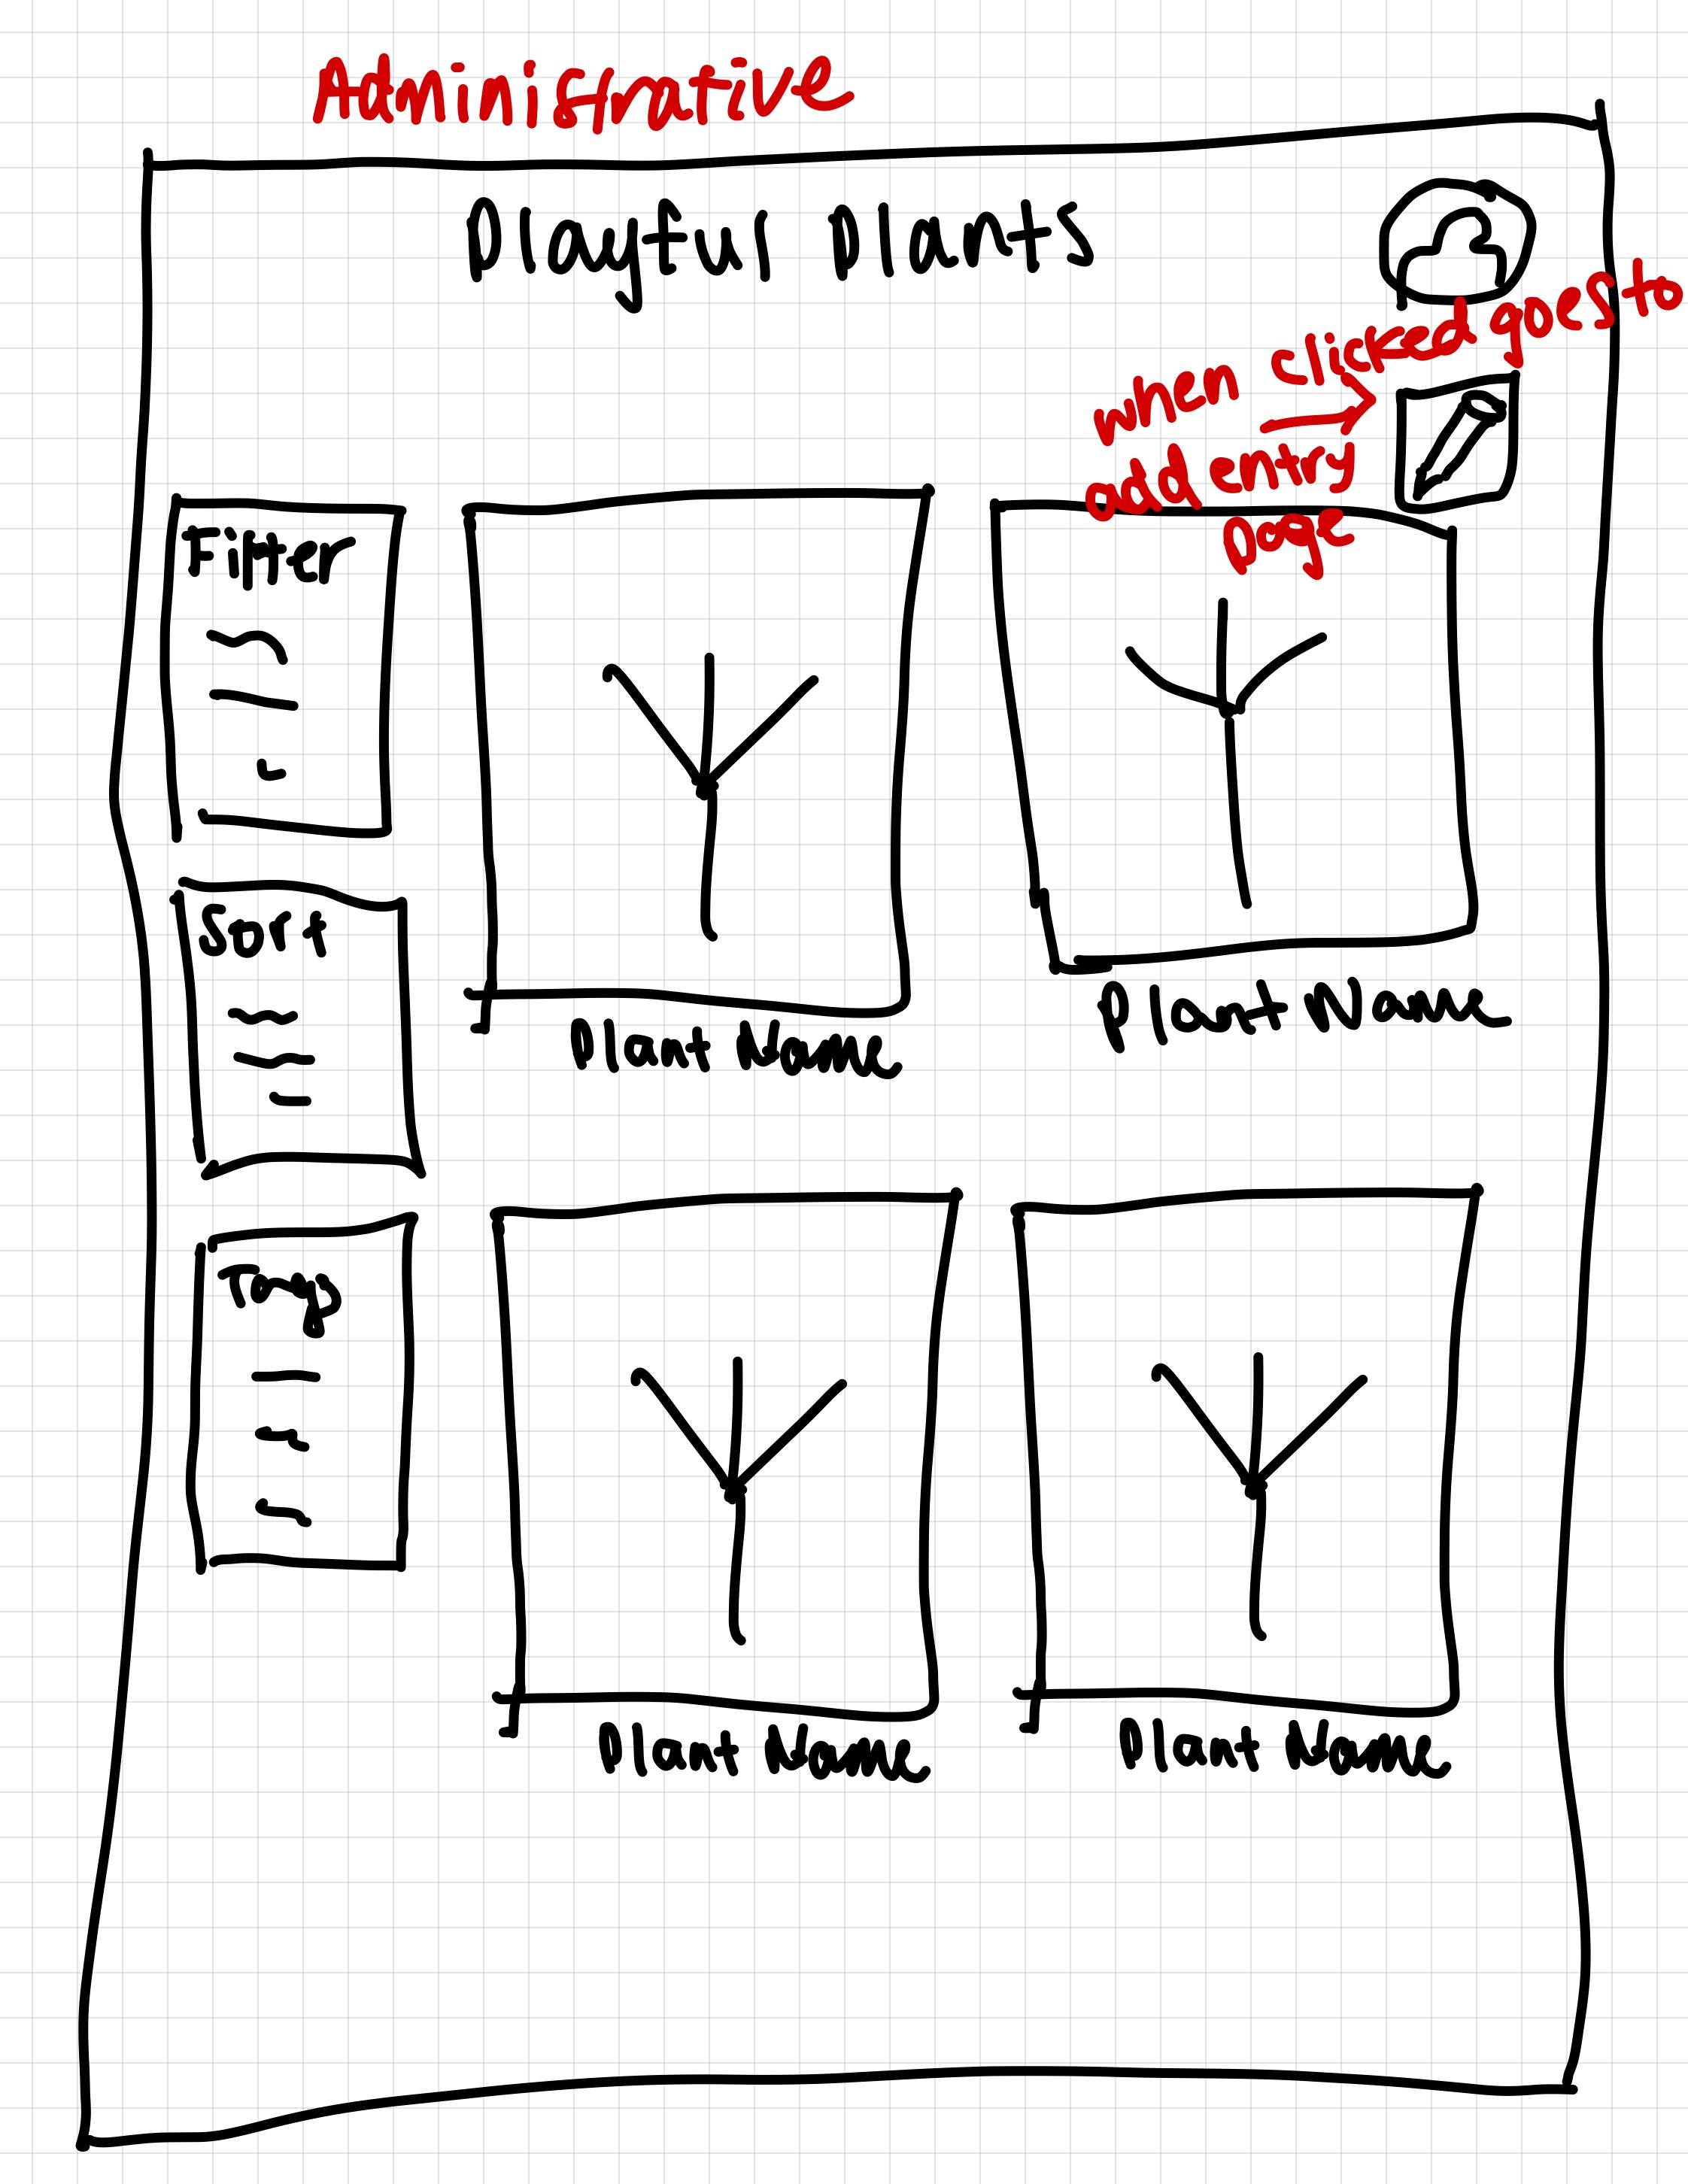 Administrative
Playful Plants
when clicked goes to
add entry
page
Filter
Plant Name
Plant Name
Sort
Tags
Plant Name
Plant Name